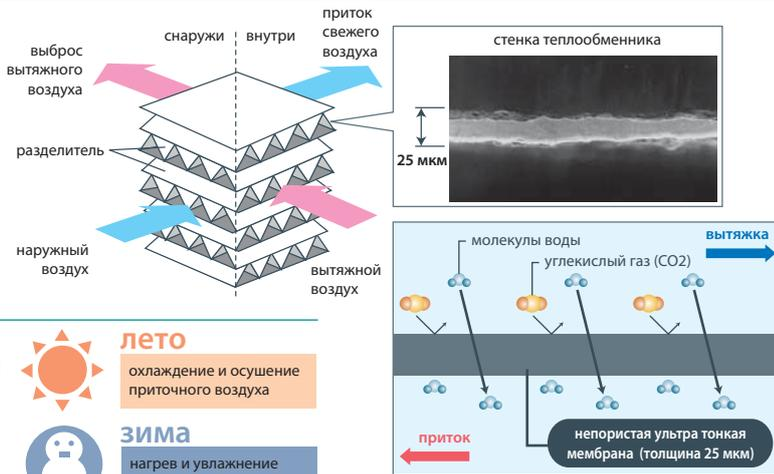 снаружи
внутри
приток
свежего
воздуха
выброс
вытяжного
воздуха
разделитель
наружный
воздух
вытяжной
воздух
стенка теплообменника
25 мкм
вытяжка
молекулы воды
углекислый газ (CO2)
приток
непористая ультра тонкая
мембрана (толщина 25 мкм)
лето
охлаждение и осушение
приточного воздуха
зима
нагрев и увлажнение